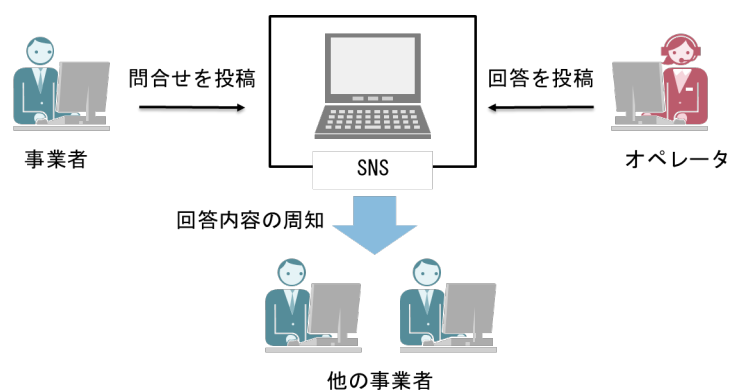 問合せを投稿
回答を投稿
事業者
SNS
オペレータ
回答内容の周知
他の事業者